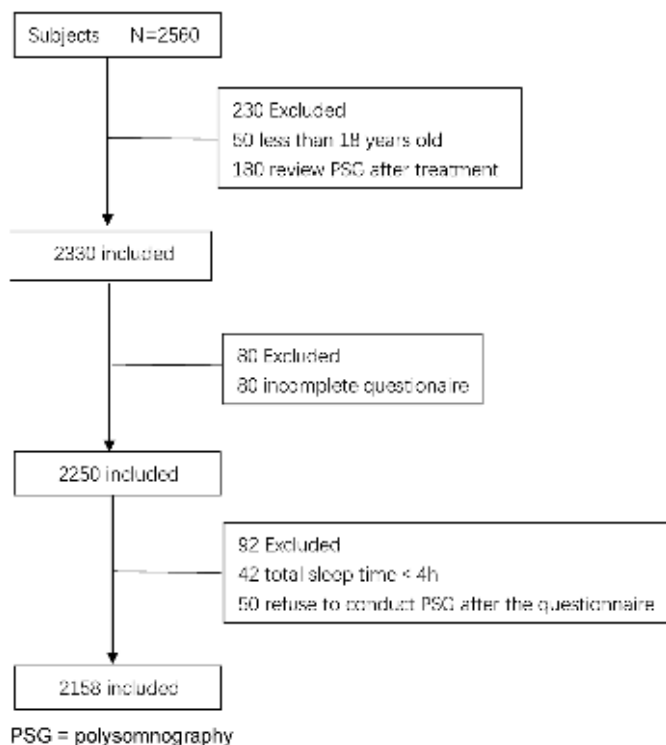 Subjects N=2560
230 Excluded
50 less than 18 years old
180 review PSG after treatment
2330 included
80 Excluded
80 incomplete questionaire
2250 included
92 Excluded
42 total sleep time < 4h
50 refuse to conduct PSG after the questionnaire
2158 included
PSG = polysomnography